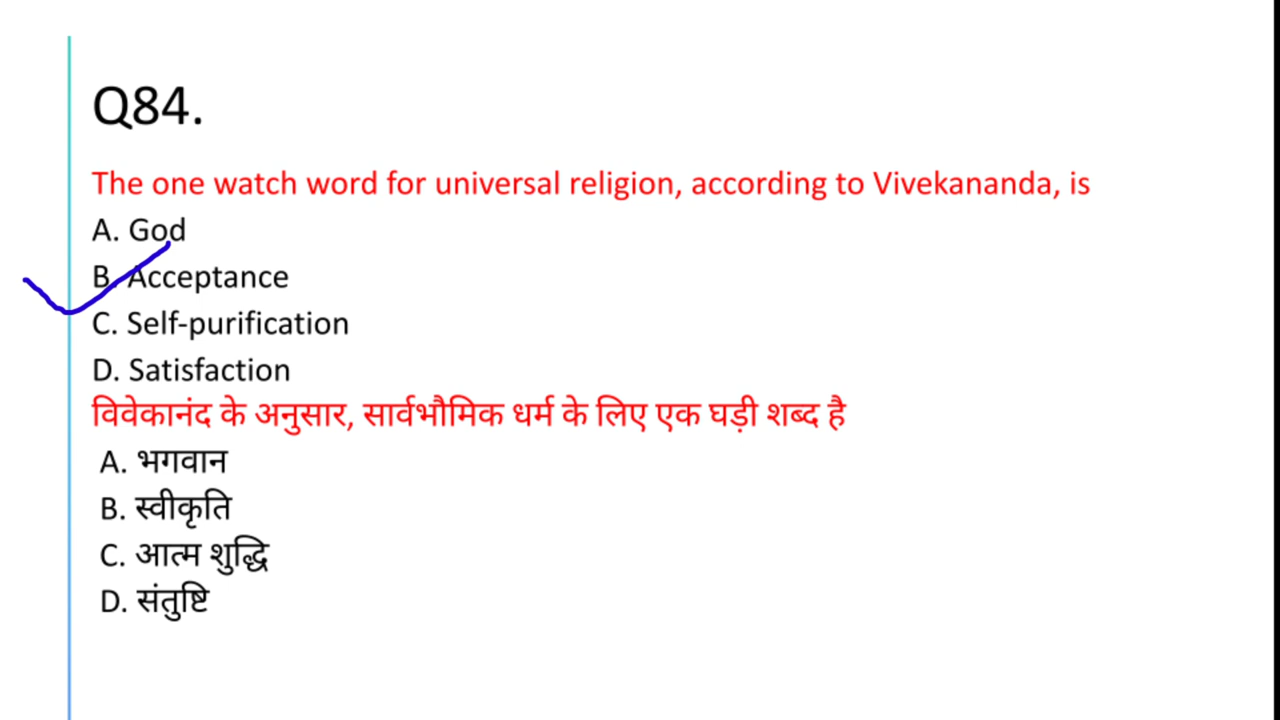 Q84.
The one watch word for universal religion, according to Vivekananda, is
A. God
B. Acceptance
C. Self-purification
D. Satisfaction
विवेकानंद के अनुसार, सार्वभौमिक धर्म के लिए एक घड़ी शब्द है
A. भगवान
B. स्वीकृति
C. आत्म शुद्धि
D. संतुष्टि